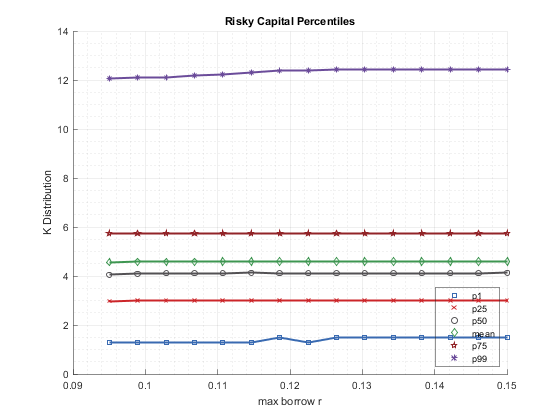 Risky Capital Percentiles
14
12
10
8
6
4
2
0
K Distribution
p1
p25
p50
mean
p75
p99
0.09
0.1
0.11
0.12
0.13
0.14
0.15
max borrow r